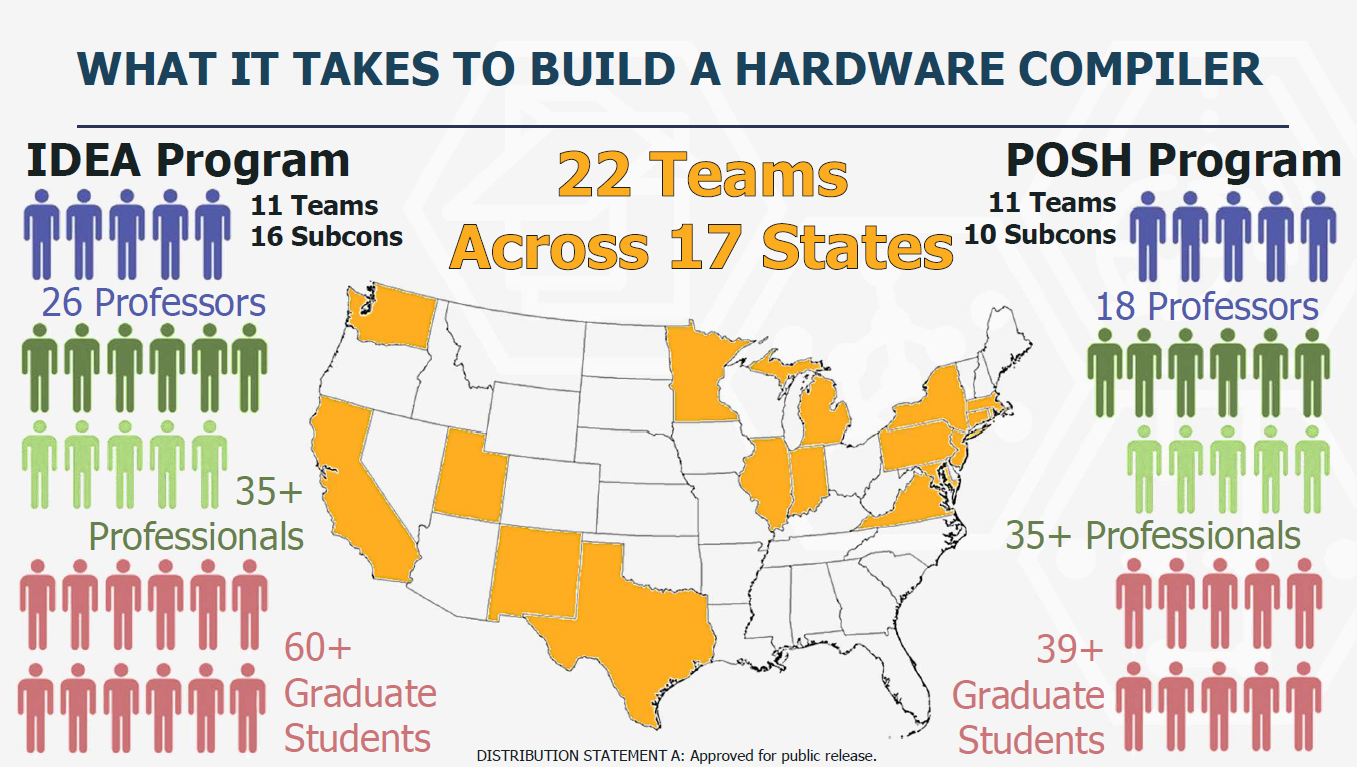 WHAT IT TAKES TO BUILD A HARDWARE COMPILER
IDEA Program
11 Teams
16 Subcons
26 Professors
35+
Professionals
60+
Graduate
Students
22 Teams
Across 17 States
POSH Program
11 Teams
10 Subcons
18 Professors
35+ Professionals
39+
Graduate
Students
DISTRIBUTION STATEMENT A: Approved for public release.